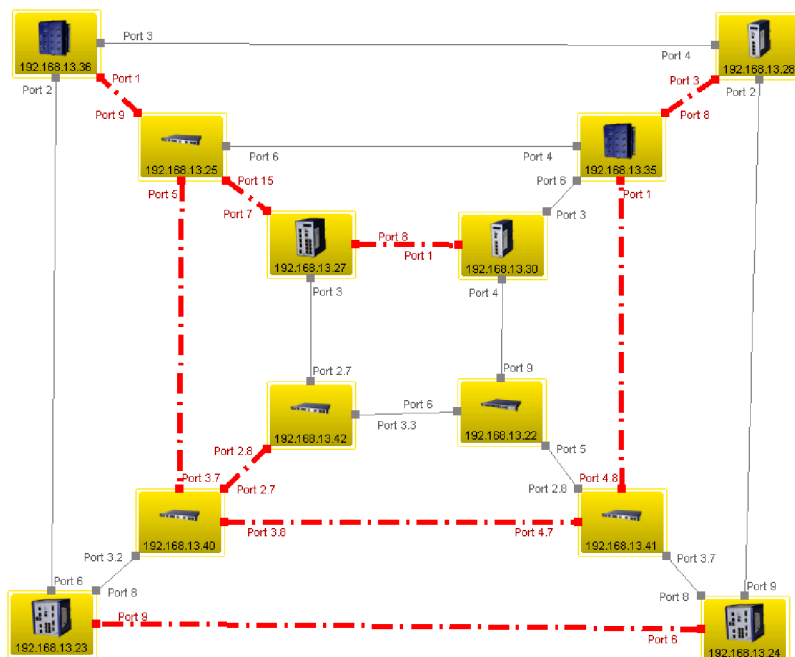 Port 3
192.168.13.36
Port 4
192.168.13.28
Port 1
Port 2
Port 3
Port 2
Port 9
Port 8
192.168.13.25
Port 6
Port 4
192.168.13.35
Port 5
Port 15
Port 6
Port 1
Port 7
Port 3
Port 8
Port 1
192.168.13.27
192.168.13.30
Port 3
Port 4
Port 2.7
Port 9
Port 6
Port 3.3
192.168.13.42
192.168.13.22
Port 2.8
Port 5
Port 3.7
Port 2.7
Port 2.8
Port 4.8
Port 3.8
Port 4.7
192.168.13.40
192.168.13.41
Port 3.2
Port 3.7
Port 6
Port 8
Port 8
Port 9
Port 9
Port 6
192.168.13.23
192.168.13.24